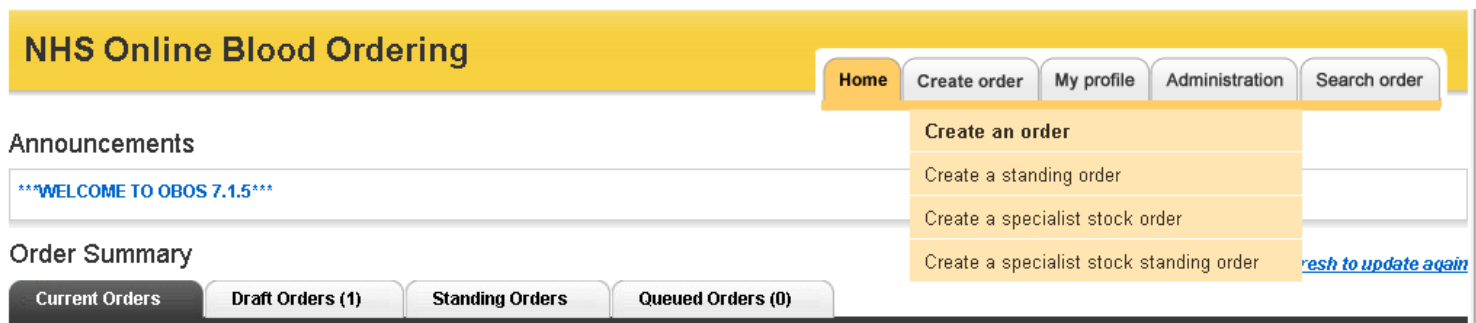 NHS Online Blood Ordering
Home
Create order
My profile
Administration
Search order
Create an order
Create a standing order
Create a specialist stock order
Create a specialist stock standing order
Announcements
***WELCOME TO OBOS 7.1.5***
Order Summary
resh to update again
Current Orders
Draft Orders (1)
Standing Orders
Queued Orders (0)